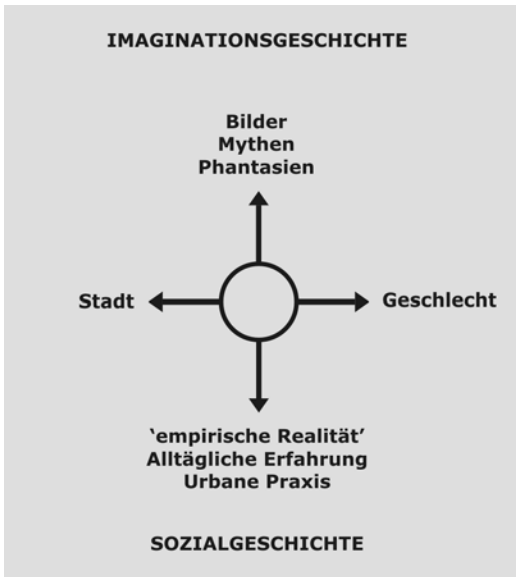 IMAGINATIONSGESCHICHTE
Bilder
Mythen
Phantasien
Stadt
Geschlecht
‘empirische Realität’
Alltägliche Erfahrung
Urbane Praxis
SOZIALGESCHICHTE